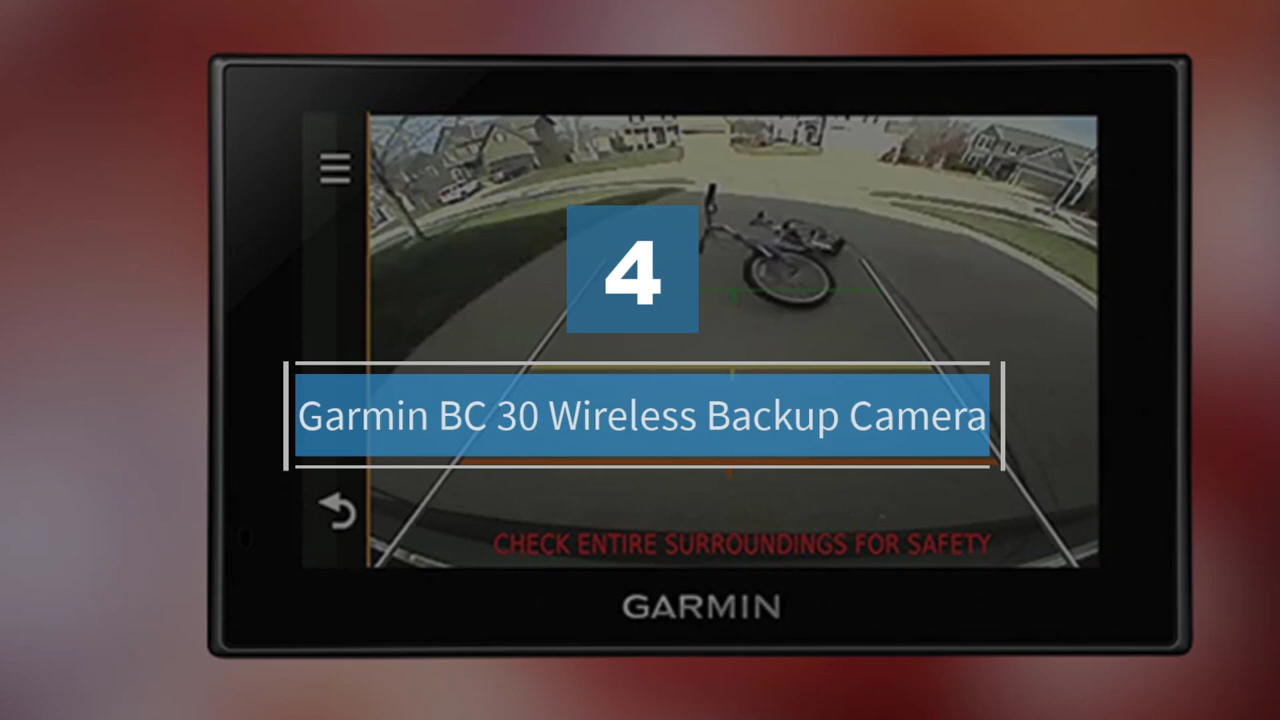 4
Garmin BC 30 Wireless Backup Camera
CHECK ENTIRE SURROUNDINGS FOR SAFETY
GARMIN